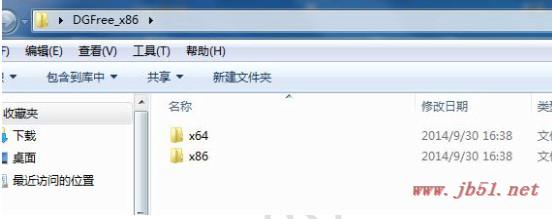 DGFree_x86
F) 编辑(E) 查看(V) 工具(T) 帮助(H)
包含到库中 共享 新建文件夹
收藏夹 名称 修改日期
下载 x64 2014/9/30 16:38
桌面 x86 2014/9/30 16:38
最近访问的位置 www.jb51.net